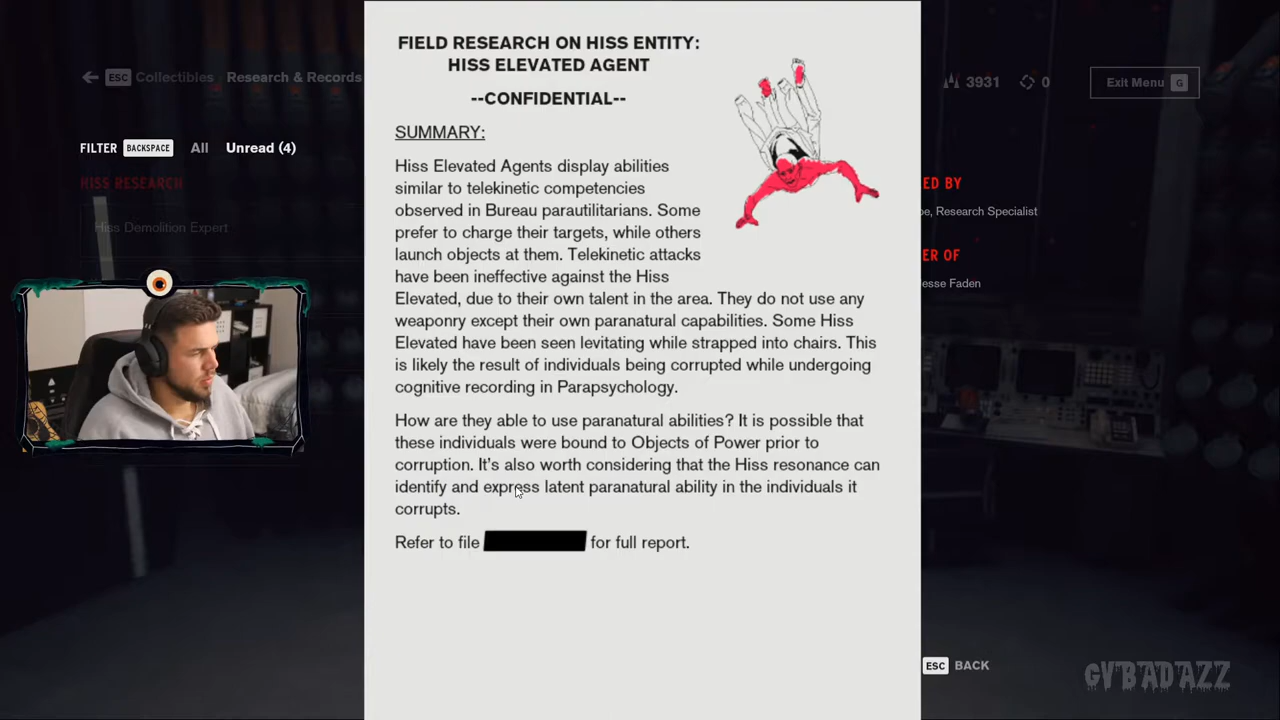 FIELD RESEARCH ON HISS ENTITY:
HISS ELEVATED AGENT
--CONFIDENTIAL--
SUMMARY:
Hiss Elevated Agents display abilities
similar to telekinetic competencies
observed in Bureau parautilitarians. Some
prefer to charge their targets, while others
launch objects at them. Telekinetic attacks
have been ineffective against the Hiss
Elevated, due to their own talent in the area. They do not use any
weaponry except their own paranatural capabilities. Some Hiss
Elevated have been seen levitating while strapped into chairs. This
is likely the result of individuals being corrupted while undergoing
cognitive recording in Parapsychology.
How are they able to use paranatural abilities? It is possible that
these individuals were bound to Objects of Power prior to
corruption. It's also worth considering that the Hiss resonance can
identify and express latent paranatural ability in the individuals it
corrupts.
Refer to file for full report.
ESC Collectibles Research & Records
FILTER BACKSPACE All Unread (4)
HISS RESEARCH
Hiss Demolition Expert
3931 0 Exit Menu G
ED BY
pe, Research Specialist
ER OF
esse Faden
ESC BACK
GVBADAZZ